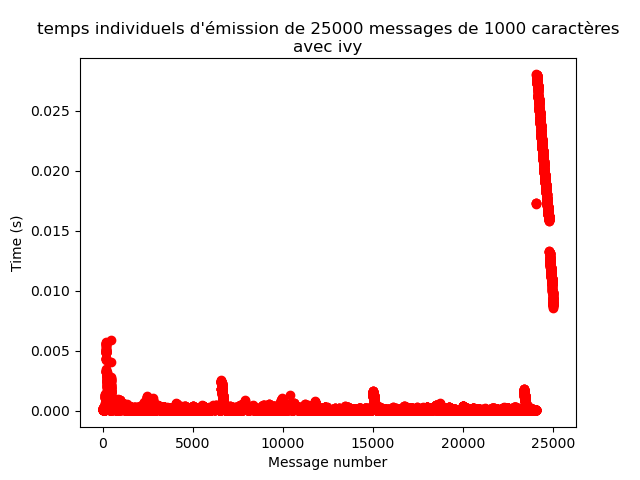 temps individuels d'émission de 25000 messages de 1000 caractères
avec ivy
0.025
0.020
0.015
0.010
0.005
0.000
Time (s)
0 5000 10000 15000 20000 25000
Message number